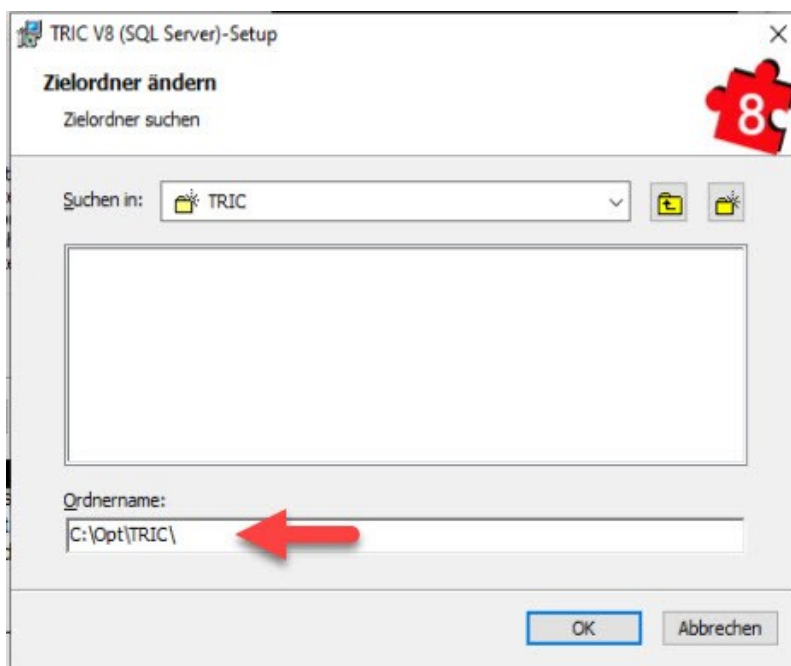 TRIC V8 (SQL Server)-Setup
Zielordner ändern
Zielordner suchen
8
Suchen in:
TRIC
Ordnername:
C:\Opt\TRIC\
OK
Abbrechen